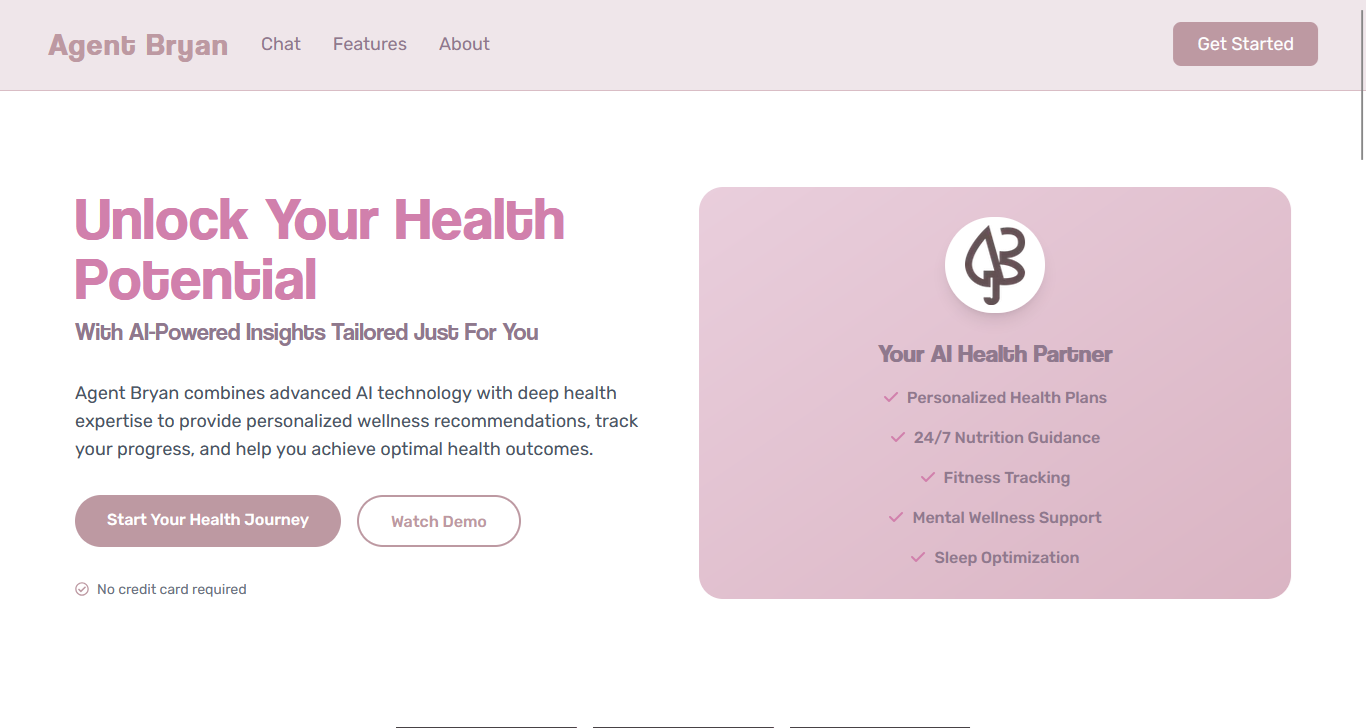 Agent Bryan
Chat
Features
About
Get Started
Unlock Your Health
Potential
With AI-Powered Insights Tailored Just For You
Agent Bryan combines advanced AI technology with deep health
expertise to provide personalized wellness recommendations, track
your progress, and help you achieve optimal health outcomes.
Start Your Health Journey
Watch Demo
No credit card required
AB
Your AI Health Partner
Personalized Health Plans
24/7 Nutrition Guidance
Fitness Tracking
Mental Wellness Support
Sleep Optimization